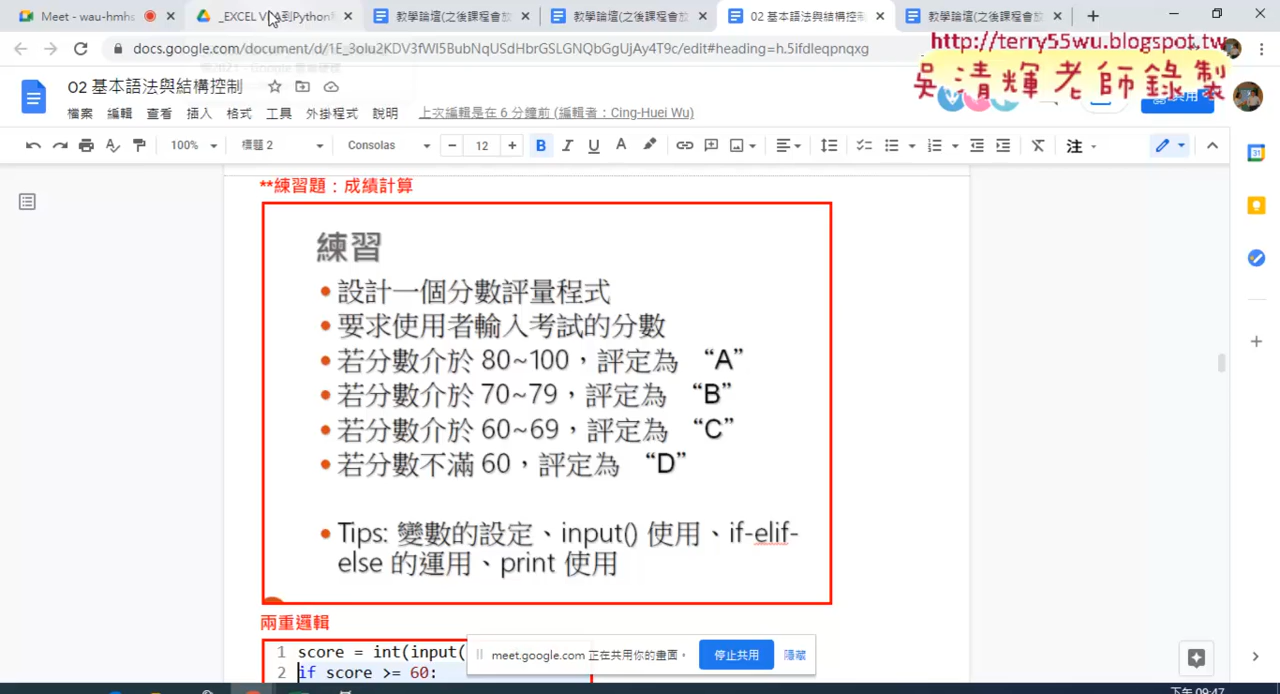 Meet - wau-hmhs
_EXCEL VBA到Python
教學論壇(之後課程會放
教學論壇(之後課程會放
02 基本語法與結構控制
教學論壇(之後課程會放
docs.google.com/document/d/1E_3olu2KDV3fWI5BubNqUSdHbrGSLGNQbGgUjAy4T9c/edit#heading=h.5ifdleqpnqxg
http://terry55wu.blogspot.tw
吳清輝老師錄製
02 基本語法與結構控制
檔案 編輯 查看 插入 格式 工具 外掛程式 說明 上次編輯是在 6 分鐘前 (編輯者：Cing-Huei Wu)
100% 標題 2 Consolas 12 B I U A 注
**練習題：成績計算
練習
•設計一個分數評量程式
•要求使用者輸入考試的分數
•若分數介於 80~100，評定為 “A”
•若分數介於 70~79，評定為 “B”
•若分數介於 60~69，評定為 “C”
•若分數不滿 60，評定為 “D”
•Tips: 變數的設定、input() 使用、if-elif-
else 的運用、print 使用
兩重邏輯
1 score = int(input(
2 if score >= 60:
meet.google.com 正在共用你的畫面。 停止共用 隱藏
下午 09:47